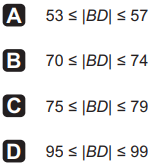 A 53 ≤ |BD| ≤ 57
B 70 ≤ |BD| ≤ 74
C 75 ≤ |BD| ≤ 79
D 95 ≤ |BD| ≤ 99